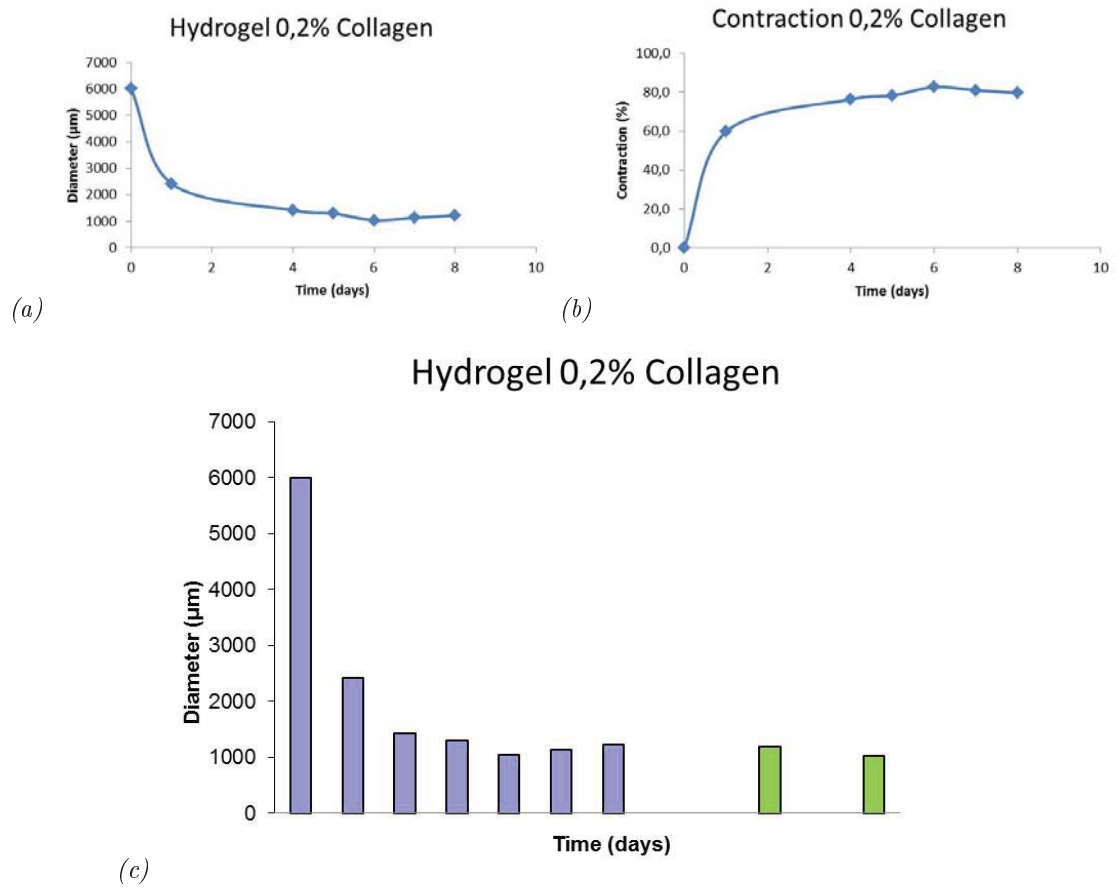 Hydrogel 0,2% Collagen
7000
6000
5000
4000
3000
2000
1000
0
Diameter (µm)
0 2 4 6 8 10
Time (days)
(a)
Contraction 0,2% Collagen
100,0
80,0
60,0
40,0
20,0
0,0
Contraction (%)
0 2 4 6 8 10
Time (days)
(b)
Hydrogel 0,2% Collagen
7000
6000
5000
4000
3000
2000
1000
0
Diameter (µm)
Time (days)
(c)